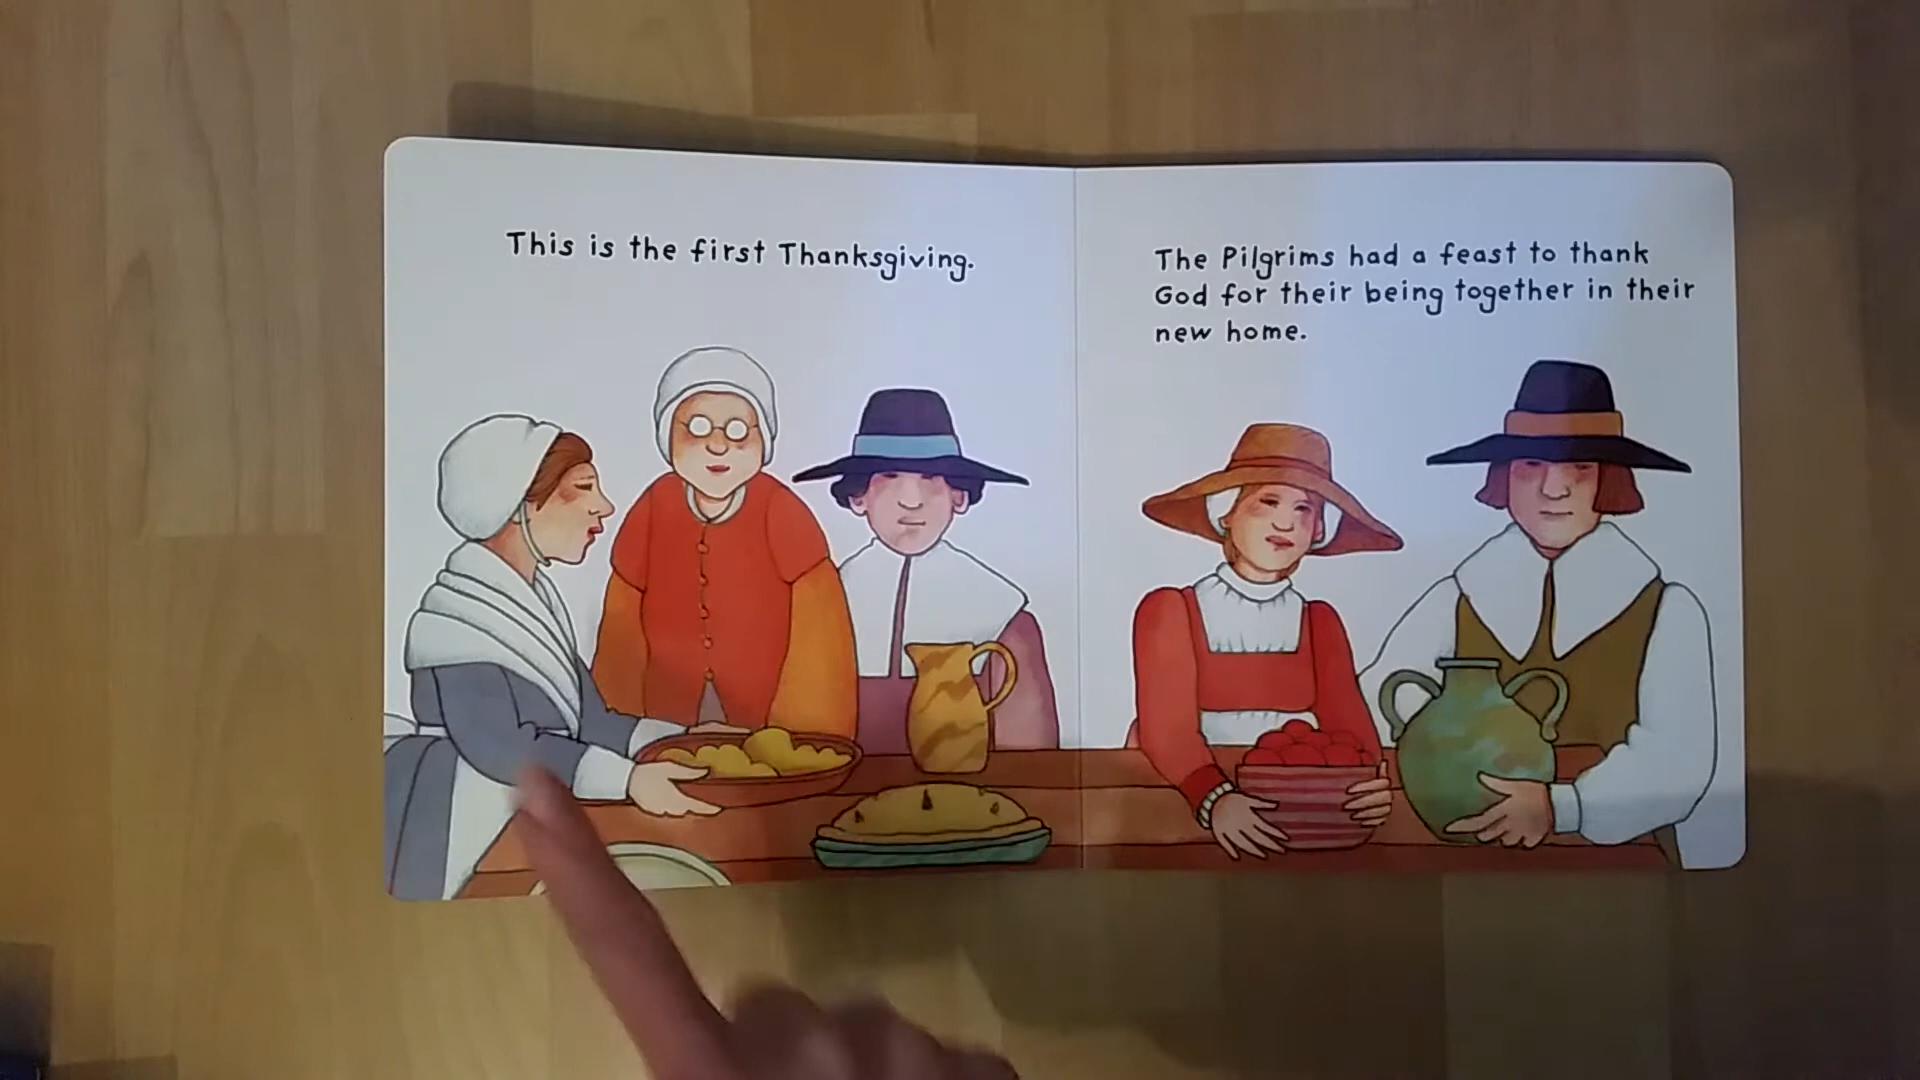 This is the first Thanksgiving.
The Pilgrims had a feast to thank
God for their being together in their
new home.